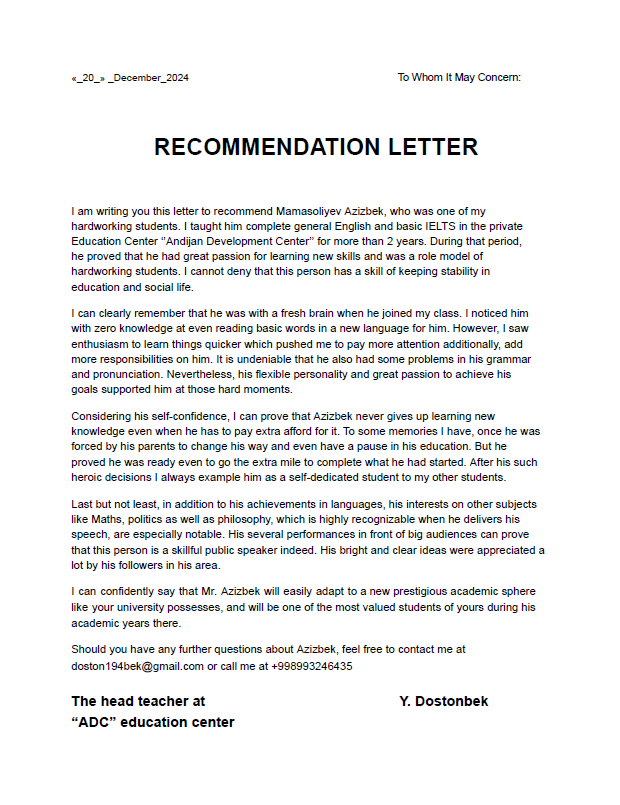 «_20_» _December_2024 To Whom It May Concern:
RECOMMENDATION LETTER
I am writing you this letter to recommend Mamasoliyev Azizbek, who was one of my
hardworking students. I taught him complete general English and basic IELTS in the private
Education Center “Andijan Development Center” for more than 2 years. During that period,
he proved that he had great passion for learning new skills and was a role model of
hardworking students. I cannot deny that this person has a skill of keeping stability in
education and social life.
I can clearly remember that he was with a fresh brain when he joined my class. I noticed him
with zero knowledge at even reading basic words in a new language for him. However, I saw
enthusiasm to learn things quicker which pushed me to pay more attention additionally, add
more responsibilities on him. It is undeniable that he also had some problems in his grammar
and pronunciation. Nevertheless, his flexible personality and great passion to achieve his
goals supported him at those hard moments.
Considering his self-confidence, I can prove that Azizbek never gives up learning new
knowledge even when he has to pay extra afford for it. To some memories I have, once he was
forced by his parents to change his way and even have a pause in his education. But he
proved he was ready even to go the extra mile to complete what he had started. After his such
heroic decisions I always example him as a self-dedicated student to my other students.
Last but not least, in addition to his achievements in languages, his interests on other subjects
like Maths, politics as well as philosophy, which is highly recognizable when he delivers his
speech, are especially notable. His several performances in front of big audiences can prove
that this person is a skillful public speaker indeed. His bright and clear ideas were appreciated a
lot by his followers in his area.
I can confidently say that Mr. Azizbek will easily adapt to a new prestigious academic sphere
like your university possesses, and will be one of the most valued students of yours during his
academic years there.
Should you have any further questions about Azizbek, feel free to contact me at
doston194bek@gmail.com or call me at +998993246435
The head teacher at Y. Dostonbek
“ADC” education center